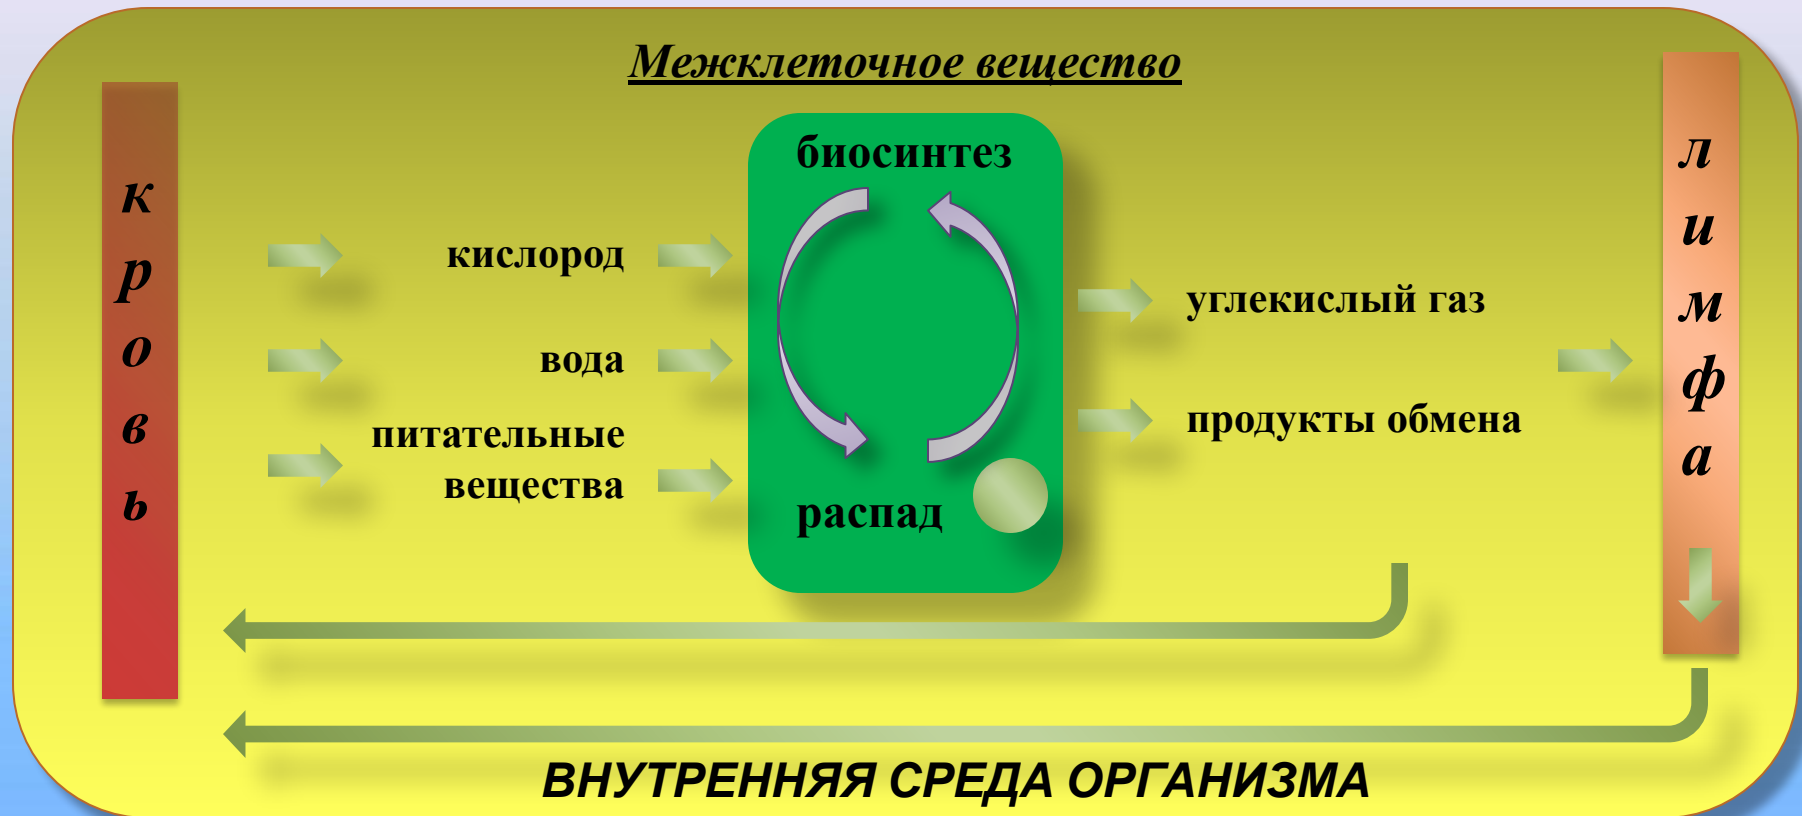 Межклеточное вещество
кровь
биосинтез
лимфа
кислород
углекислый газ
вода
питательные
вещества
продукты обмена
распад
ВНУТРЕННЯЯ СРЕДА ОРГАНИЗМА